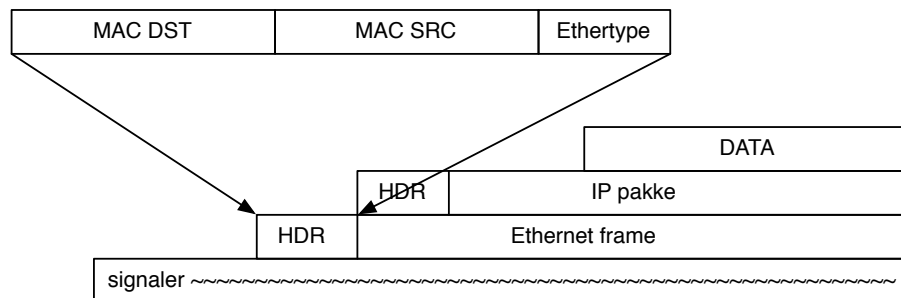 MAC DST MAC SRC Ethertype
DATA
HDR IP pakke
HDR Ethernet frame
signaler ~~~~~~~~~~~~~~~~~~~~~~~~~~~~~~~~~~~~~~~~~~~~~~~~~~~~~~~~~~~~~~~~